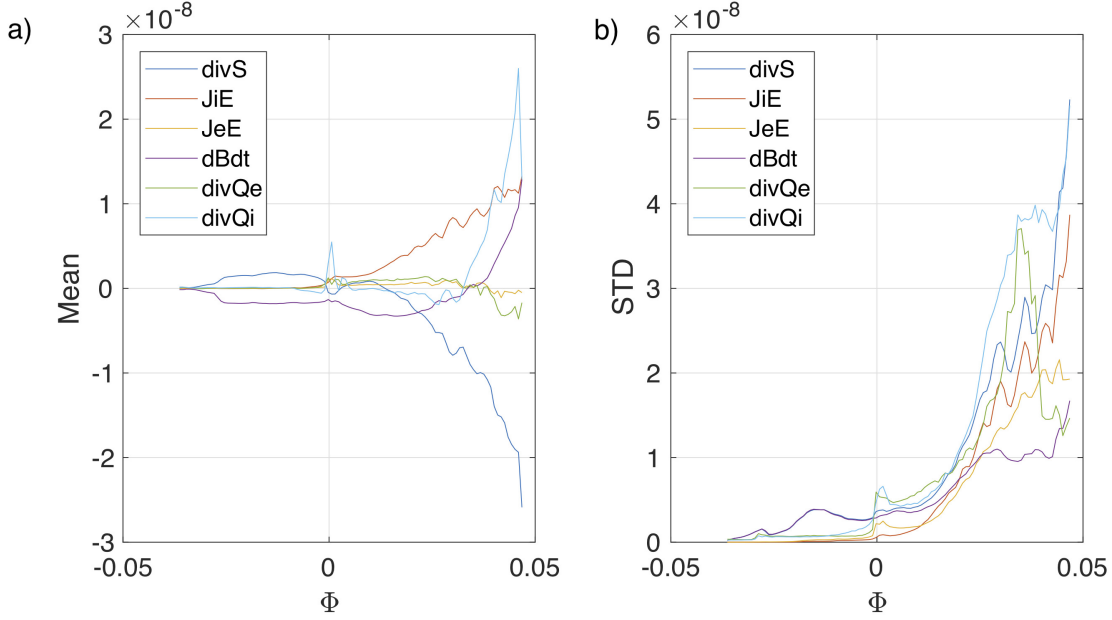 a)
×10⁻⁸
3
2
1
0
-1
-2
-3
Mean
-0.05
0
0.05
Φ
divS
JiE
JeE
dBdt
divQe
divQi
b)
×10⁻⁸
6
5
4
3
2
1
0
STD
-0.05
0
0.05
Φ
divS
JiE
JeE
dBdt
divQe
divQi